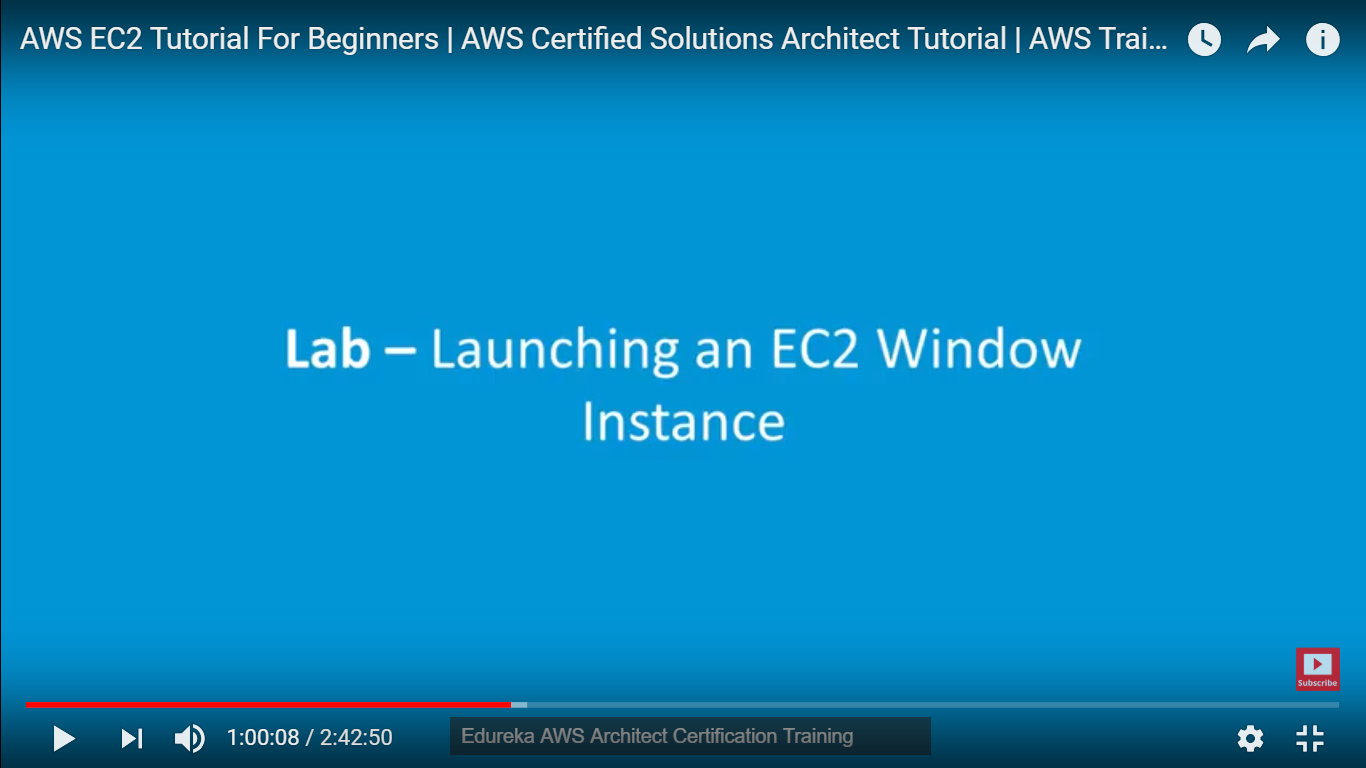 AWS EC2 Tutorial For Beginners | AWS Certified Solutions Architect Tutorial | AWS Trai...
Lab – Launching an EC2 Window
Instance
Subscribe
1:00:08 / 2:42:50
Edureka AWS Architect Certification Training